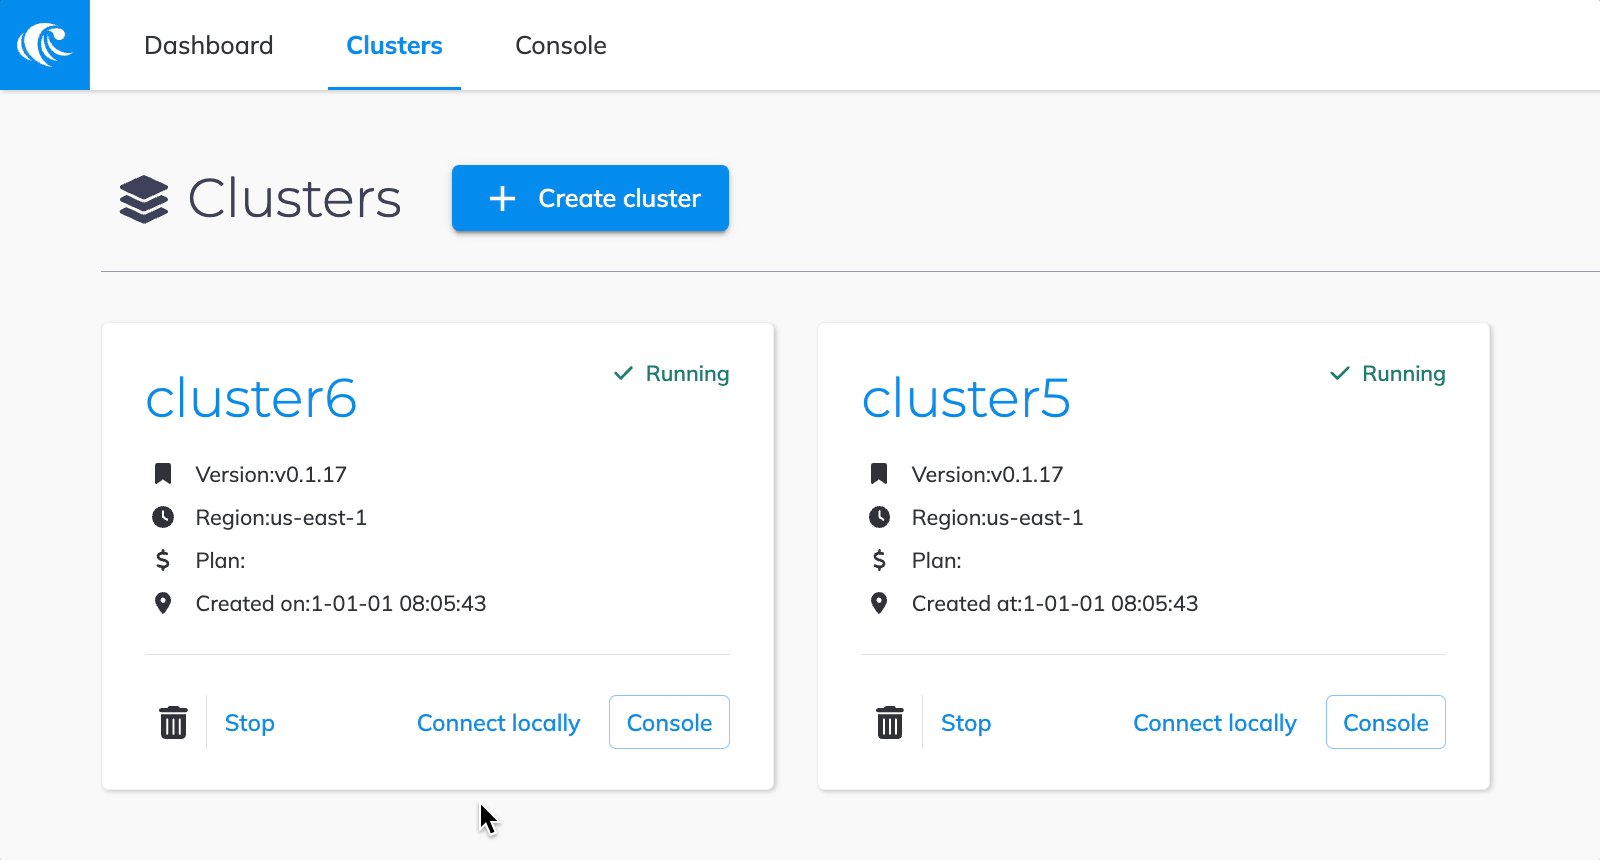 Dashboard Clusters Console
Clusters
Create cluster
cluster6
Running
Version:v0.1.17
Region:us-east-1
Plan:
Created on:1-01-01 08:05:43
Stop Connect locally Console
cluster5
Running
Version:v0.1.17
Region:us-east-1
Plan:
Created at:1-01-01 08:05:43
Stop Connect locally Console